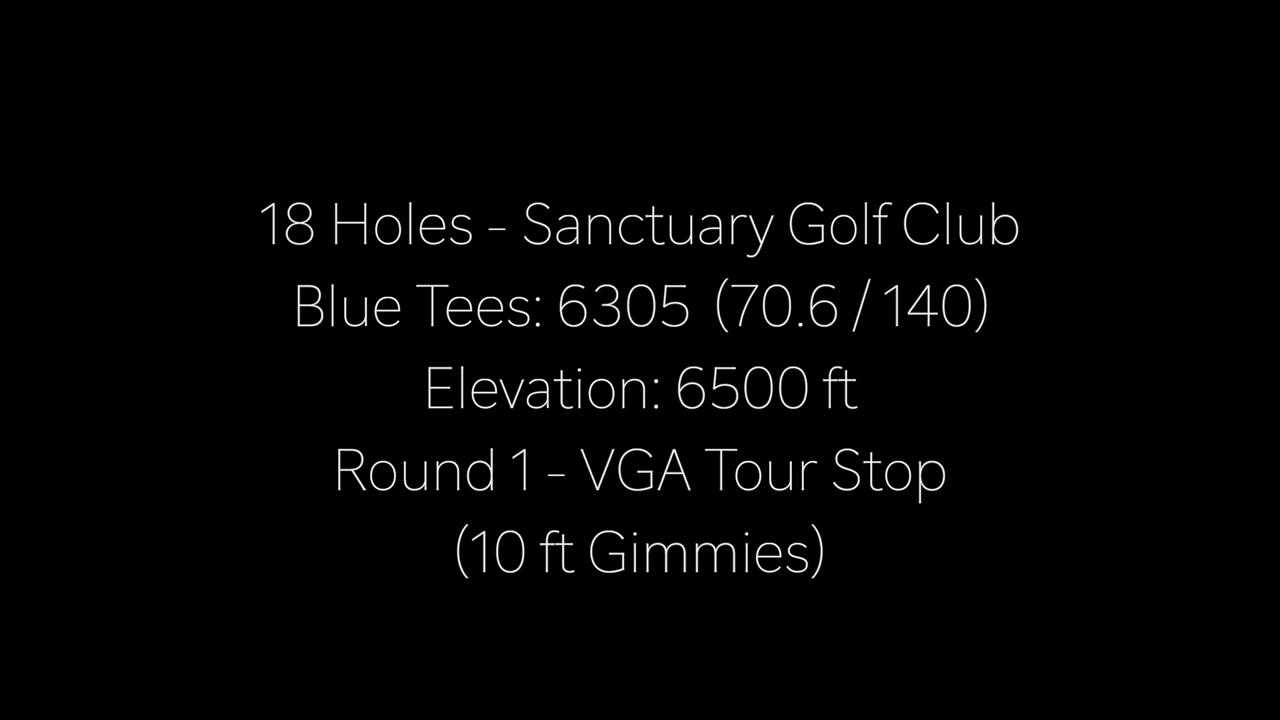 18 Holes - Sanctuary Golf Club
Blue Tees: 6305 (70.6 / 140)
Elevation: 6500 ft
Round 1 - VGA Tour Stop
(10 ft Gimmies)